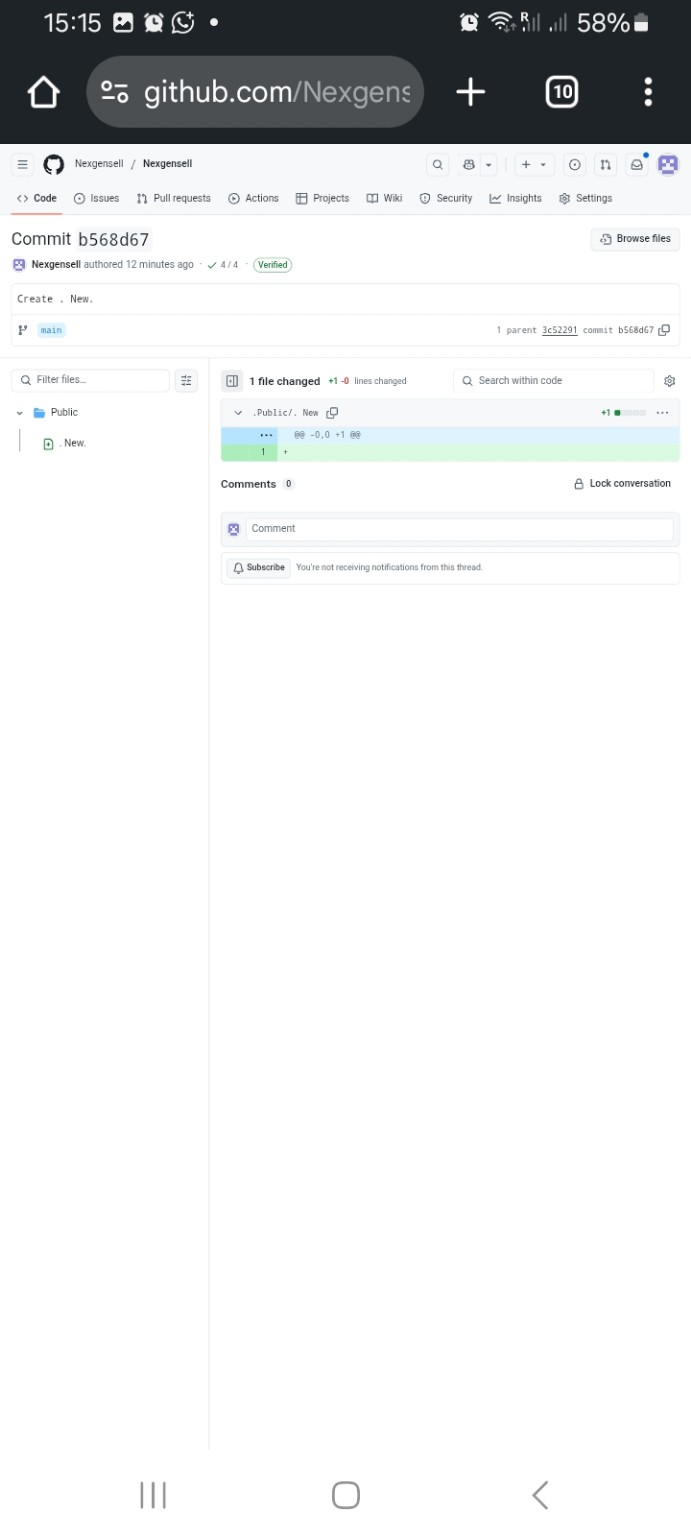 15:15 58%
github.com/Nexgens
10
Nexgensell / Nexgensell
Code Issues Pull requests Actions Projects Wiki Security Insights Settings
Commit b568d67
Browse files
Nexgensell authored 12 minutes ago · 4 / 4 · Verified
Create . New.
main
1 parent 3c52291 commit b568d67
Filter files...
1 file changed +1 -0 lines changed
Search within code
Public
. New.
.Public/. New
+1
@@ -0,0 +1 @@
1 +
Comments 0
Lock conversation
Comment
Subscribe You're not receiving notifications from this thread.